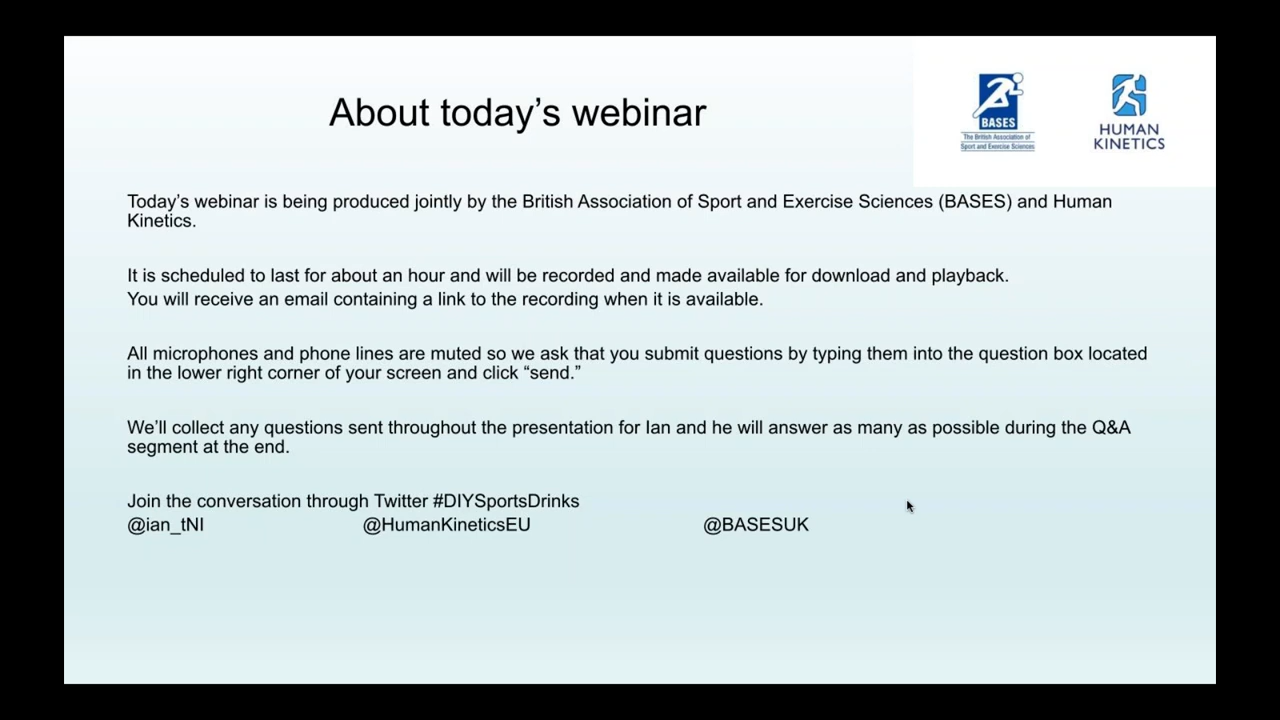 About today's webinar
BASES
The British Association of
Sport and Exercise Sciences
HUMAN
KINETICS
Today's webinar is being produced jointly by the British Association of Sport and Exercise Sciences (BASES) and Human
Kinetics.
It is scheduled to last for about an hour and will be recorded and made available for download and playback.
You will receive an email containing a link to the recording when it is available.
All microphones and phone lines are muted so we ask that you submit questions by typing them into the question box located
in the lower right corner of your screen and click “send.”
We'll collect any questions sent throughout the presentation for Ian and he will answer as many as possible during the Q&A
segment at the end.
Join the conversation through Twitter #DIYSportsDrinks
@ian_tNI @HumanKineticsEU @BASESUK